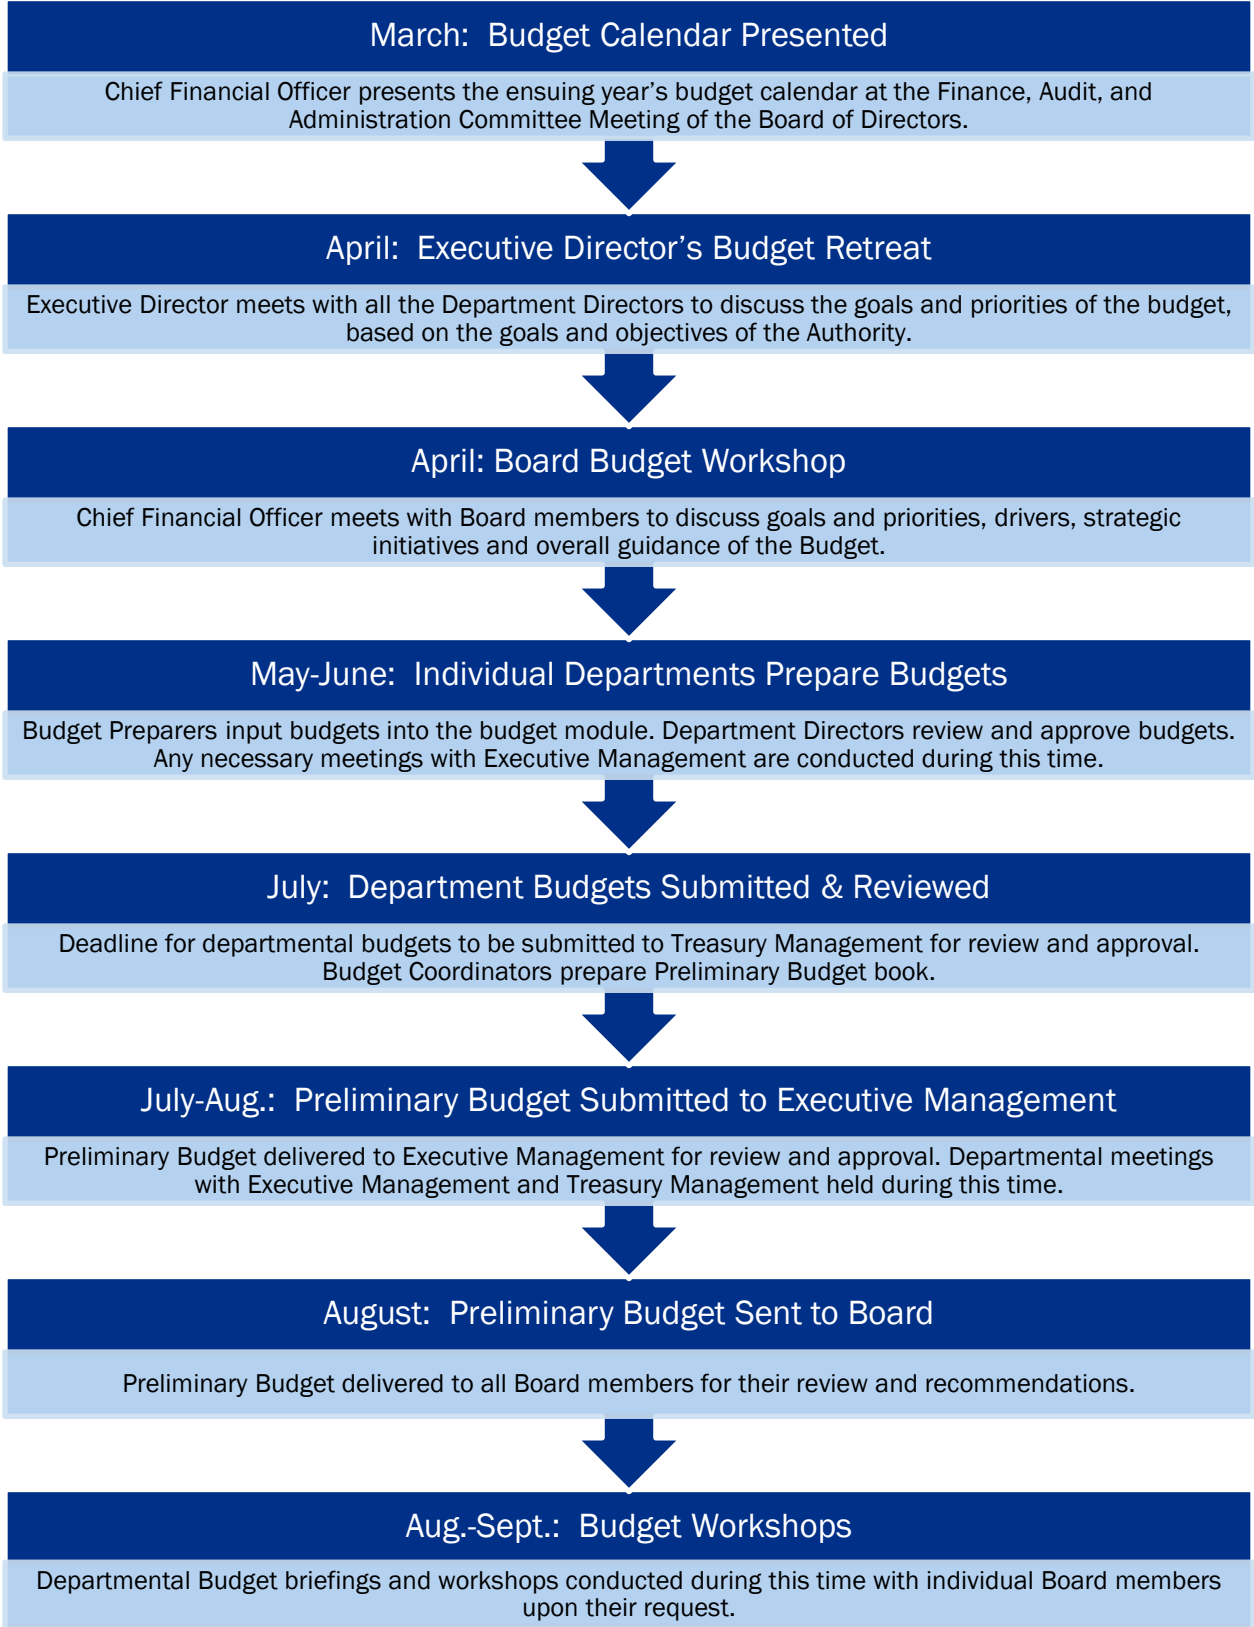 March:  Budget Calendar Presented
Chief Financial Officer presents the ensuing year’s budget calendar at the Finance, Audit, and
Administration Committee Meeting of the Board of Directors.
April:  Executive Director’s Budget Retreat
Executive Director meets with all the Department Directors to discuss the goals and priorities of the budget,
based on the goals and objectives of the Authority.
April: Board Budget Workshop
Chief Financial Officer meets with Board members to discuss goals and priorities, drivers, strategic
initiatives and overall guidance of the Budget.
May-June:  Individual Departments Prepare Budgets
Budget Preparers input budgets into the budget module. Department Directors review and approve budgets.
Any necessary meetings with Executive Management are conducted during this time.
July:  Department Budgets Submitted & Reviewed
Deadline for departmental budgets to be submitted to Treasury Management for review and approval.
Budget Coordinators prepare Preliminary Budget book.
July-Aug.:  Preliminary Budget Submitted to Executive Management
Preliminary Budget delivered to Executive Management for review and approval. Departmental meetings
with Executive Management and Treasury Management held during this time.
August:  Preliminary Budget Sent to Board
Preliminary Budget delivered to all Board members for their review and recommendations.
Aug.-Sept.:  Budget Workshops
Departmental Budget briefings and workshops conducted during this time with individual Board members
upon their request.